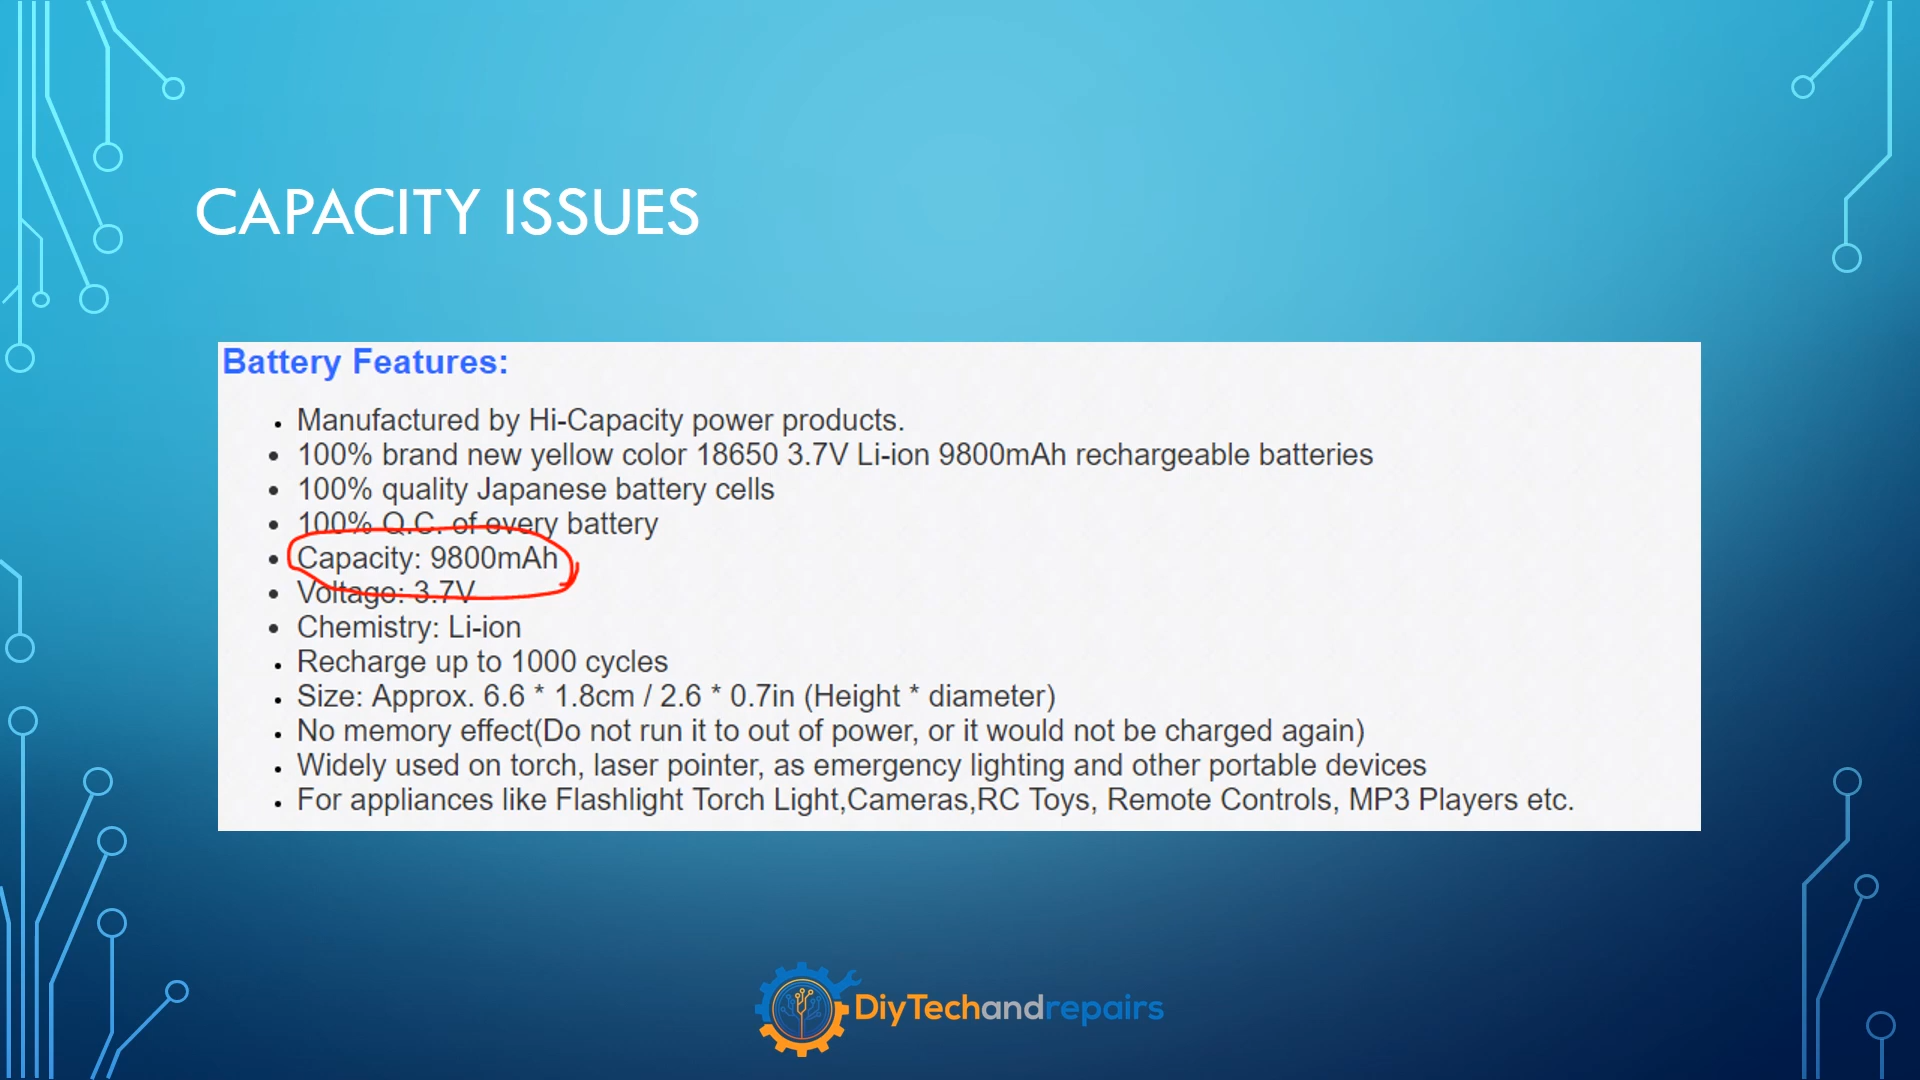 CAPACITY ISSUES
Battery Features:
Manufactured by Hi-Capacity power products.
100% brand new yellow color 18650 3.7V Li-ion 9800mAh rechargeable batteries
100% quality Japanese battery cells
100% Q.C. of every battery
Capacity: 9800mAh
Voltage: 3.7V
Chemistry: Li-ion
Recharge up to 1000 cycles
Size: Approx. 6.6 * 1.8cm / 2.6 * 0.7in (Height * diameter)
No memory effect(Do not run it to out of power, or it would not be charged again)
Widely used on torch, laser pointer, as emergency lighting and other portable devices
For appliances like Flashlight Torch Light,Cameras,RC Toys, Remote Controls, MP3 Players etc.
DiyTechandrepairs